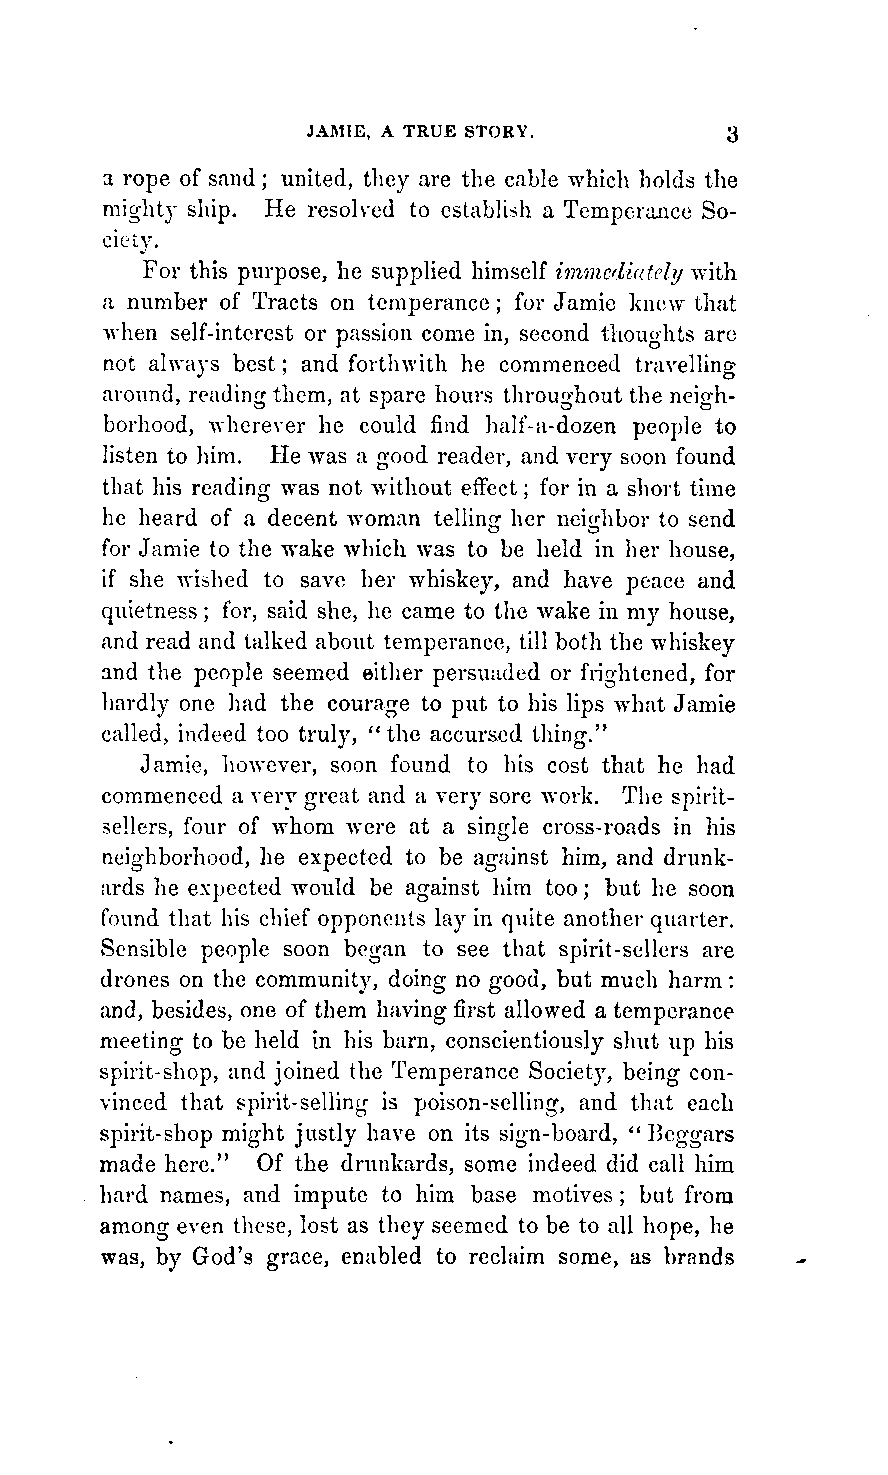 JAMIE, A TRUE STORY. 3
a rope of sand; united, they are the cable which holds the
mighty ship. He resolved to establish a Temperance So-
ciety.
For this purpose, he supplied himself immediately with
a number of Tracts on temperance; for Jamie knew that
when self-interest or passion come in, second thoughts are
not always best; and forthwith he commenced travelling
around, reading them, at spare hours throughout the neigh-
borhood, wherever he could find half-a-dozen people to
listen to him. He was a good reader, and very soon found
that his reading was not without effect; for in a short time
he heard of a decent woman telling her neighbor to send
for Jamie to the wake which was to be held in her house,
if she wished to save her whiskey, and have peace and
quietness; for, said she, he came to the wake in my house,
and read and talked about temperance, till both the whiskey
and the people seemed either persuaded or frightened, for
hardly one had the courage to put to his lips what Jamie
called, indeed too truly, "the accursed thing."
Jamie, however, soon found to his cost that he had
commenced a very great and a very sore work. The spirit-
sellers, four of whom were at a single cross-roads in his
neighborhood, he expected to be against him, and drunk-
ards he expected would be against him too; but he soon
found that his chief opponents lay in quite another quarter.
Sensible people soon began to see that spirit-sellers are
drones on the community, doing no good, but much harm:
and, besides, one of them having first allowed a temperance
meeting to be held in his barn, conscientiously shut up his
spirit-shop, and joined the Temperance Society, being con-
vinced that spirit-selling is poison-selling, and that each
spirit-shop might justly have on its sign-board, "Beggars
made here." Of the drunkards, some indeed did call him
hard names, and impute to him base motives; but from
among even these, lost as they seemed to be to all hope, he
was, by God's grace, enabled to reclaim some, as brands